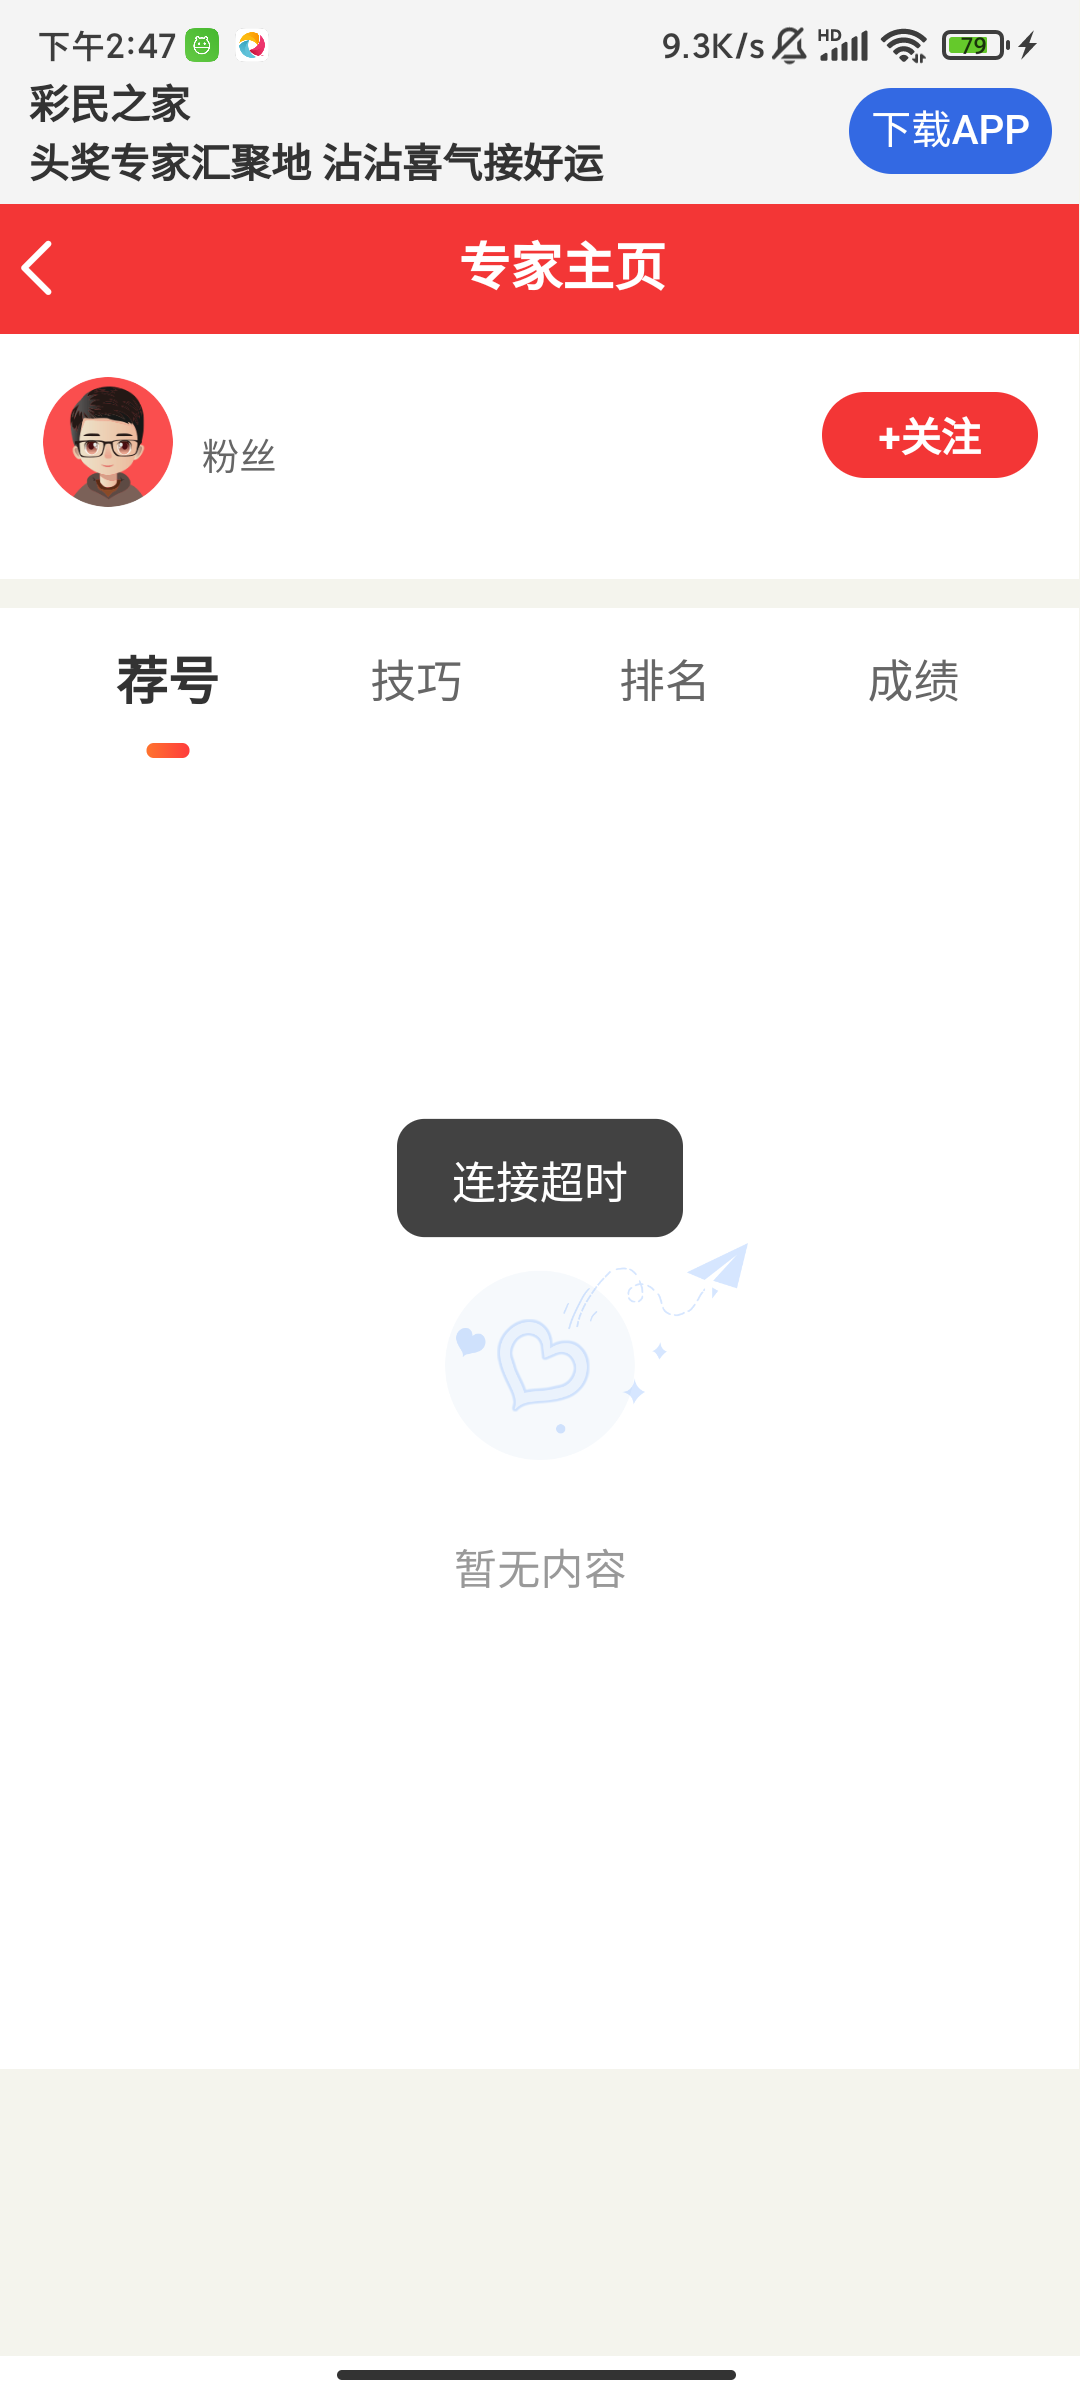 下午2:47
9.3K/s
HD
79
彩民之家
头奖专家汇聚地 沾沾喜气接好运
下载APP
专家主页
粉丝
+关注
荐号
技巧
排名
成绩
连接超时
暂无内容